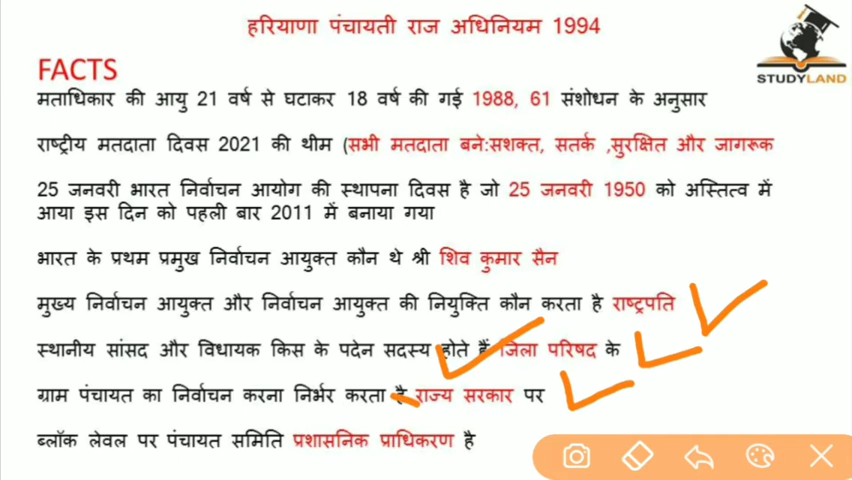 हरियाणा पंचायती राज अधिनियम 1994
STUDYLAND
FACTS
मताधिकार की आयु 21 वर्ष से घटाकर 18 वर्ष की गई 1988, 61 संशोधन के अनुसार
राष्ट्रीय मतदाता दिवस 2021 की थीम (सभी मतदाता बने:सशक्त, सतर्क ,सुरक्षित और जागरूक
25 जनवरी भारत निर्वाचन आयोग की स्थापना दिवस है जो 25 जनवरी 1950 को अस्तित्व में
आया इस दिन को पहली बार 2011 में बनाया गया
भारत के प्रथम प्रमुख निर्वाचन आयुक्त कौन थे श्री शिव कुमार सैन
मुख्य निर्वाचन आयुक्त और निर्वाचन आयुक्त की नियुक्ति कौन करता है राष्ट्रपति
स्थानीय सांसद और विधायक किस के पदेन सदस्य होते हैं जिला परिषद के
ग्राम पंचायत का निर्वाचन करना निर्भर करता है राज्य सरकार पर
ब्लॉक लेवल पर पंचायत समिति प्रशासनिक प्राधिकरण है